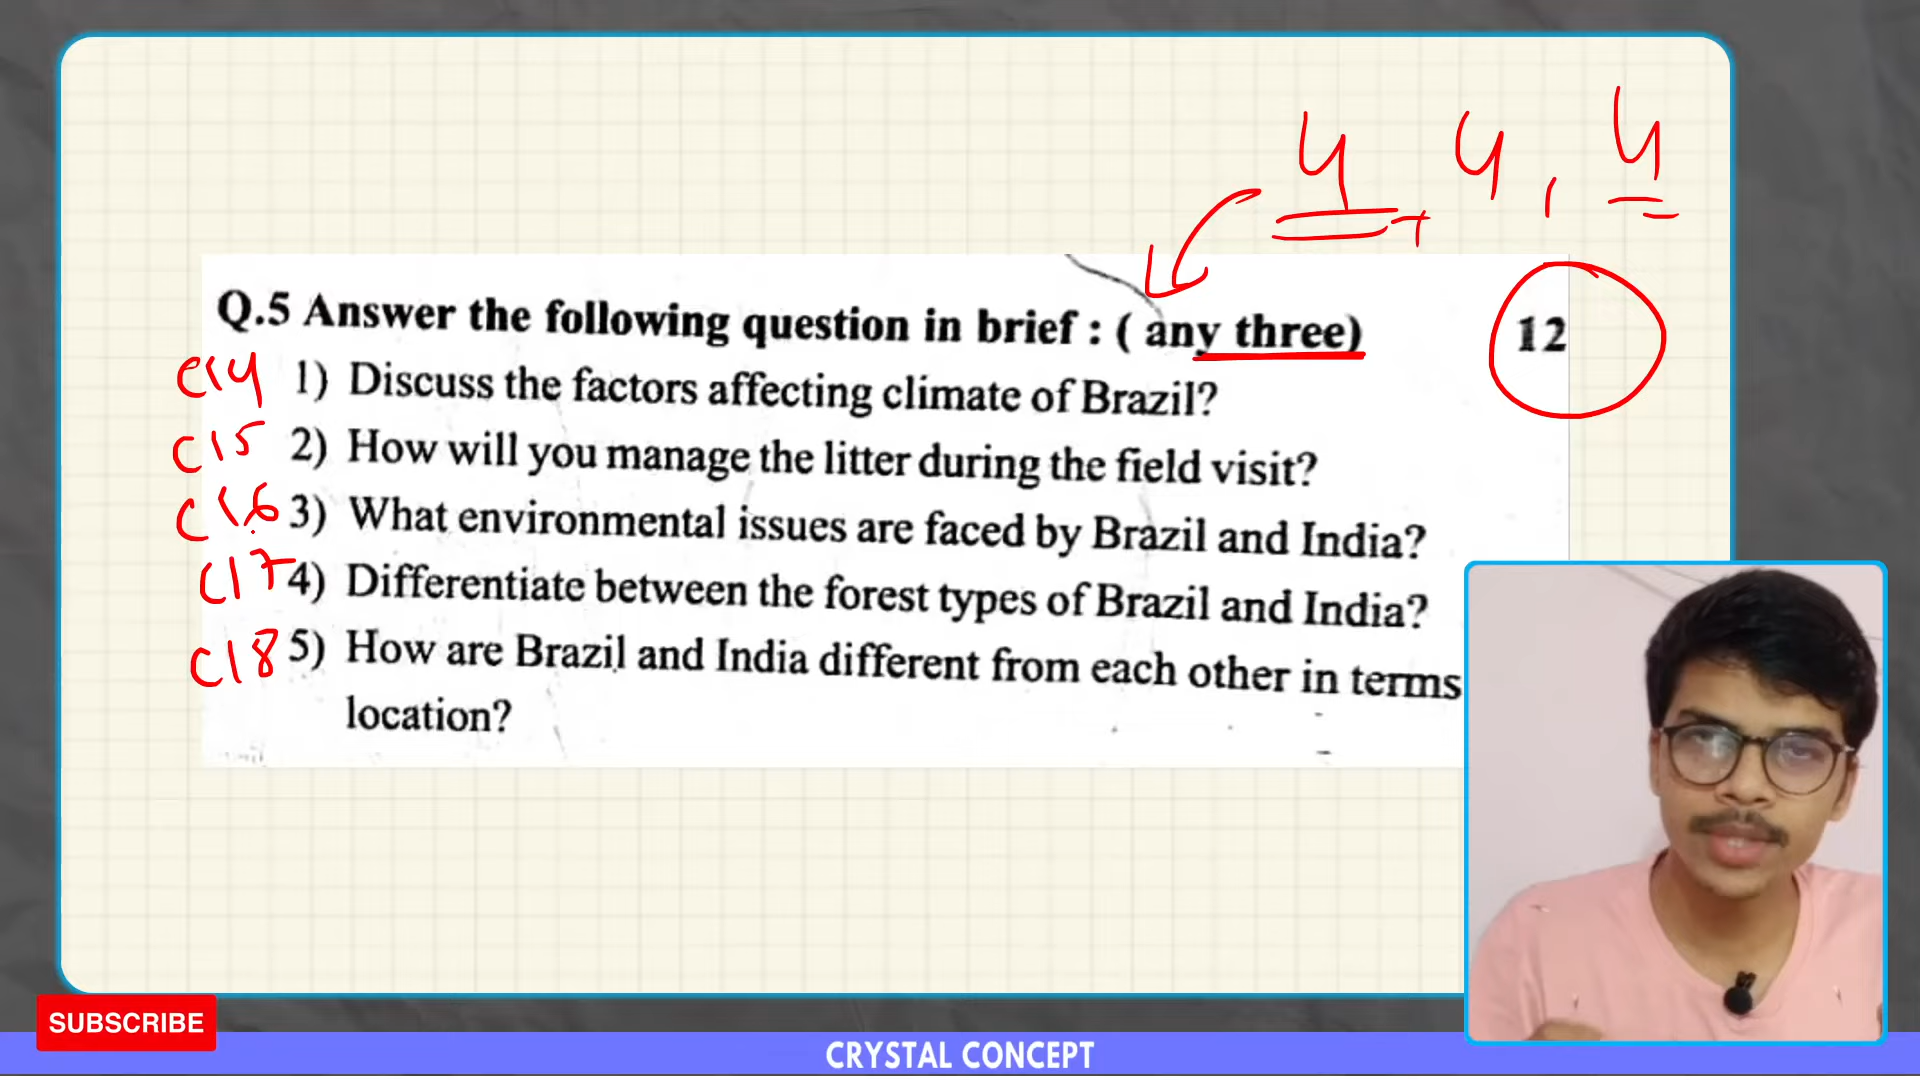 4, 4, 4
Q.5 Answer the following question in brief : ( any three) 12
c14 1) Discuss the factors affecting climate of Brazil?
c15 2) How will you manage the litter during the field visit?
c16 3) What environmental issues are faced by Brazil and India?
c17 4) Differentiate between the forest types of Brazil and India?
c18 5) How are Brazil and India different from each other in terms
location?
SUBSCRIBE
CRYSTAL CONCEPT